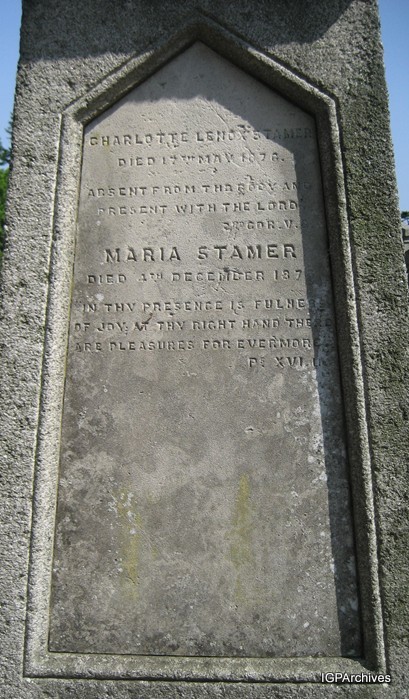 CHARLOTTE LENOX STAMER
DIED 17TH MAY 1876.
ABSENT FROM THE BODY AND
PRESENT WITH THE LORD
2ND COR. V.
MARIA STAMER
DIED 4TH DECEMBER 187
IN THY PRESENCE IS FULNESS
OF JOY, AT THY RIGHT HAND THERE
ARE PLEASURES FOR EVERMORE
PS XVI.
IGPArchives